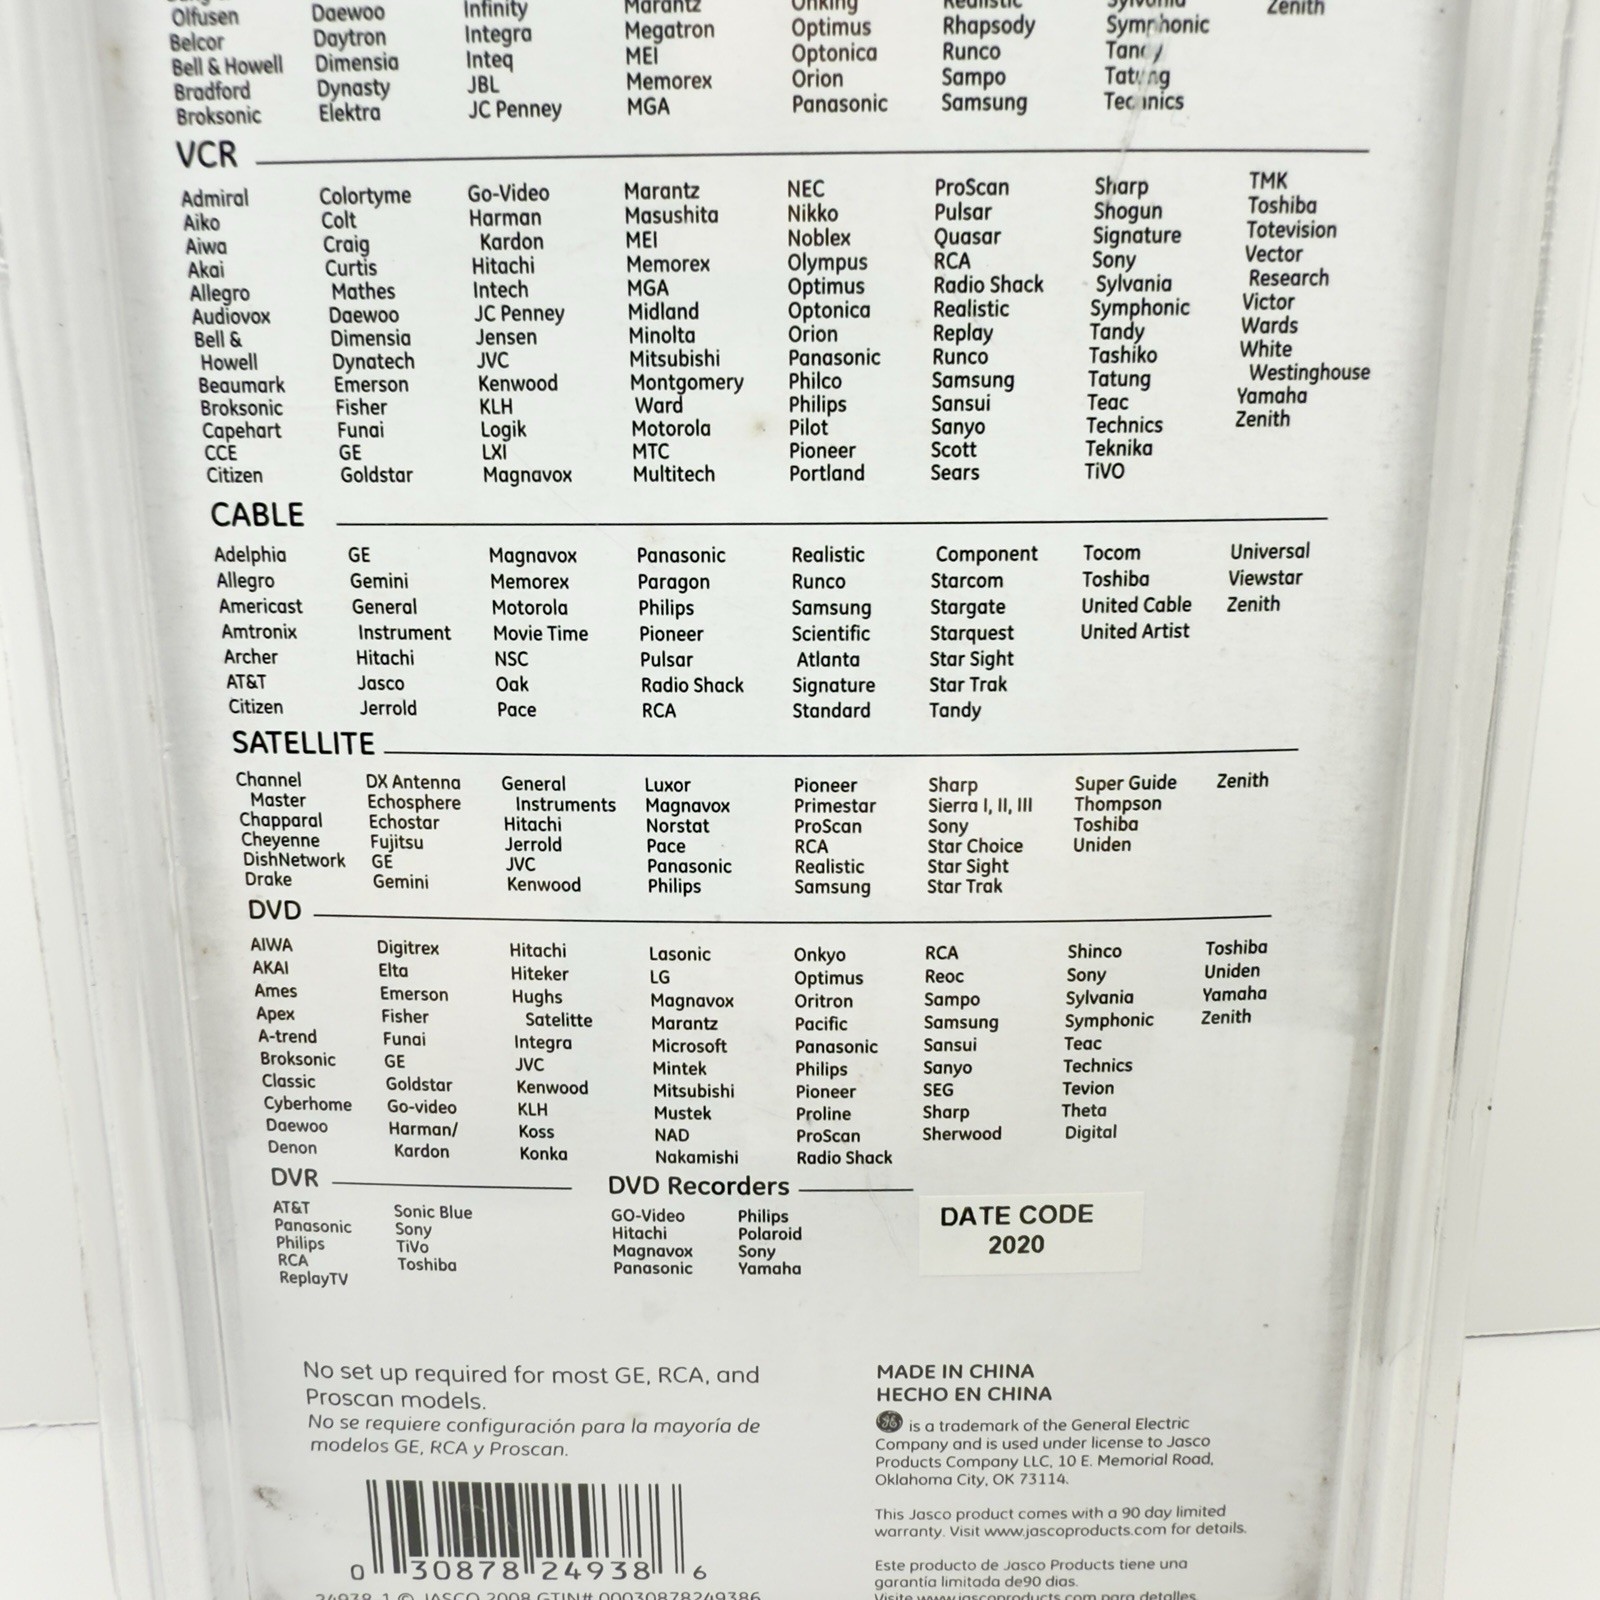 Olfusen Daewoo Infinity Marantz Onking Realistic Zenith
Belcor Daytron Integra Megatron Optimus Rhapsody Symphonic
Bell & Howell Dimensia Inteq MEI Optonica Runco
Bradford Dynasty JBL Memorex Orion Sampo
Broksonic Elektra JC Penney MGA Panasonic Samsung
VCR
Admiral
Aiko
Aiwa
Akai
Allegro
Audiovox
Bell &
Howell
Beaumark
Broksonic
Capehart
CCE
Citizen
Colortyme
Colt
Craig
Curtis
Mathes
Daewoo
Dimensia
Dynatech
Emerson
Fisher
Funai
GE
Goldstar
Go-Video
Harman
Kardon
Hitachi
Intech
JC Penney
Jensen
JVC
Kenwood
KLH
Logik
LXI
Magnavox
Marantz
Masushita
MEI
Memorex
MGA
Midland
Minolta
Mitsubishi
Montgomery
Ward
Motorola
MTC
Multitech
NEC
Nikko
Noblex
Olympus
Optimus
Optonica
Orion
Panasonic
Philco
Philips
Pilot
Pioneer
Portland
ProScan
Pulsar
Quasar
RCA
Radio Shack
Realistic
Replay
Runco
Samsung
Sansui
Sanyo
Scott
Sears
Sharp
Shogun
Signature
Sony
Sylvania
Symphonic
Tandy
Tashiko
Tatung
Teac
Technics
Teknika
TiVO
TMK
Toshiba
Totevision
Vector
Research
Victor
Wards
White
Westinghouse
Yamaha
Zenith
CABLE
Adelphia
Allegro
Americast
Amtronix
Archer
AT&T
Citizen
GE
Gemini
General
Instrument
Hitachi
Jasco
Jerrold
Magnavox
Memorex
Motorola
Movie Time
NSC
Oak
Pace
Panasonic
Paragon
Philips
Pioneer
Pulsar
Radio Shack
RCA
Realistic
Runco
Samsung
Scientific
Atlanta
Signature
Standard
Component
Starcom
Stargate
Starquest
Star Sight
Star Trak
Tandy
Tocom
Toshiba
United Cable
United Artist
Universal
Viewstar
Zenith
SATELLITE
Channel
Master
Chapparal
Cheyenne
DishNetwork
Drake
DX Antenna
Echosphere
Echostar
Fujitsu
GE
Gemini
General
Instruments
Hitachi
Jerrold
JVC
Kenwood
Luxor
Magnavox
Norstat
Pace
Panasonic
Philips
Pioneer
Primestar
ProScan
RCA
Realistic
Samsung
Sharp
Sierra I, II, III
Sony
Star Choice
Star Sight
Star Trak
Super Guide
Thompson
Toshiba
Uniden
Zenith
DVD
AIWA
AKAI
Ames
Apex
A-trend
Broksonic
Classic
Cyberhome
Daewoo
Denon
Digitrex
Elta
Emerson
Fisher
Funai
GE
Goldstar
Go-video
Harman/
Kardon
Hitachi
Hiteker
Hughs
Satelitte
Integra
JVC
Kenwood
KLH
Koss
Konka
Lasonic
LG
Magnavox
Marantz
Microsoft
Mintek
Mitsubishi
Mustek
NAD
Nakamishi
Onkyo
Optimus
Oritron
Pacific
Panasonic
Philips
Pioneer
Proline
ProScan
Radio Shack
RCA
Reoc
Sampo
Samsung
Sansui
Sanyo
SEG
Sharp
Sherwood
Shinco
Sony
Sylvania
Symphonic
Teac
Technics
Tevion
Theta
Digital
Toshiba
Uniden
Yamaha
Zenith
DVR
AT&T
Panasonic
Philips
RCA
ReplayTV
Sonic Blue
Sony
TiVo
Toshiba
DVD Recorders
GO-Video
Hitachi
Magnavox
Panasonic
Philips
Polaroid
Sony
Yamaha
DATE CODE
2020
No set up required for most GE, RCA, and
Proscan models.
No se requiere configuración para la mayoría de
modelos GE, RCA y Proscan.
0 30878 24938 6
24938-1 © JASCO 2008 GTIN# 00030878249386
MADE IN CHINA
HECHO EN CHINA
GE is a trademark of the General Electric
Company and is used under license to Jasco
Products Company LLC, 10 E. Memorial Road,
Oklahoma City, OK 73114.
This Jasco product comes with a 90 day limited
warranty. Visit www.jascoproducts.com for details.
Este producto de Jasco Products tiene una
garantía limitada de90 dias.
Visite www.jascoproducts.com para detalles.